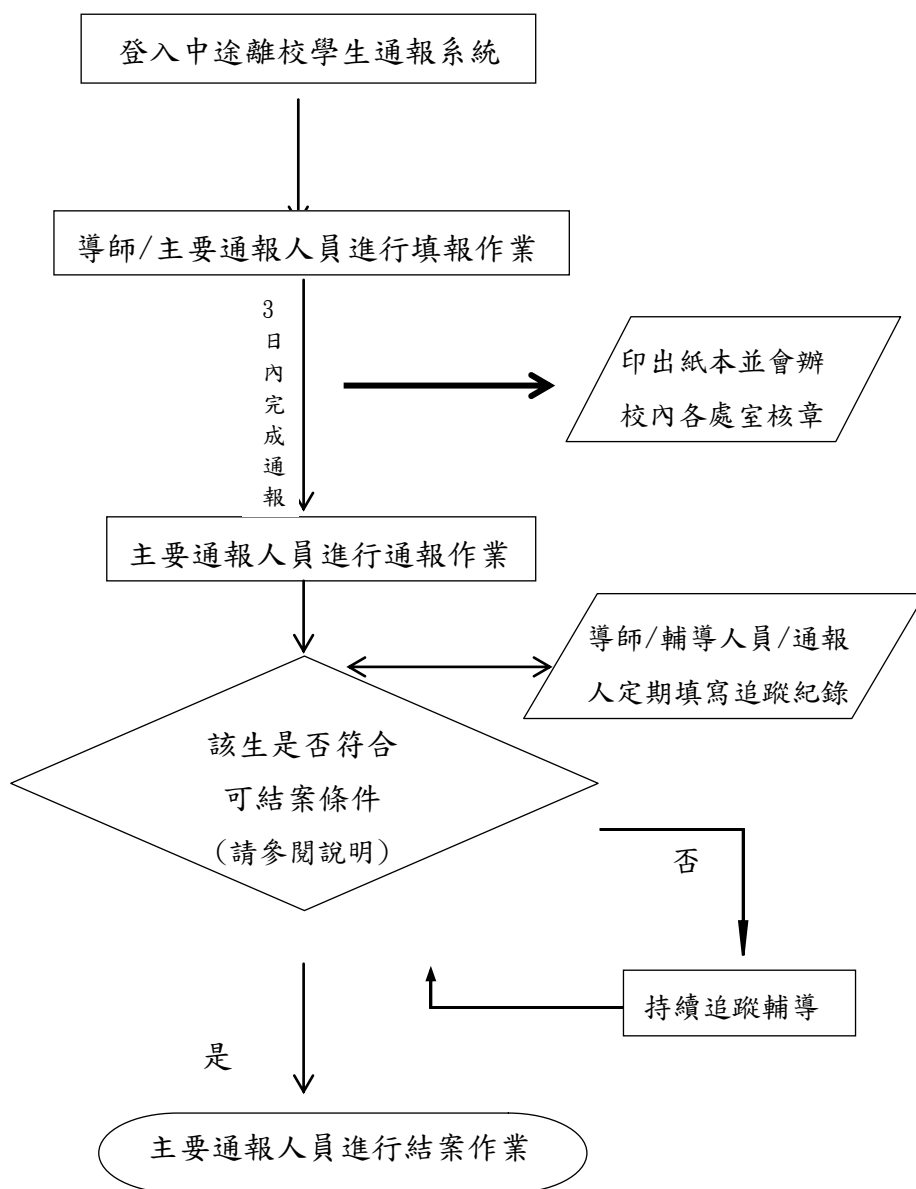 登入中途離校學生通報系統
導師/主要通報人員進行填報作業
3日內完成通報
印出紙本並會辦
校內各處室核章
主要通報人員進行通報作業
導師/輔導人員/通報
人定期填寫追蹤紀錄
該生是否符合
可結案條件
(請參閱說明)
否
持續追蹤輔導
是
主要通報人員進行結案作業